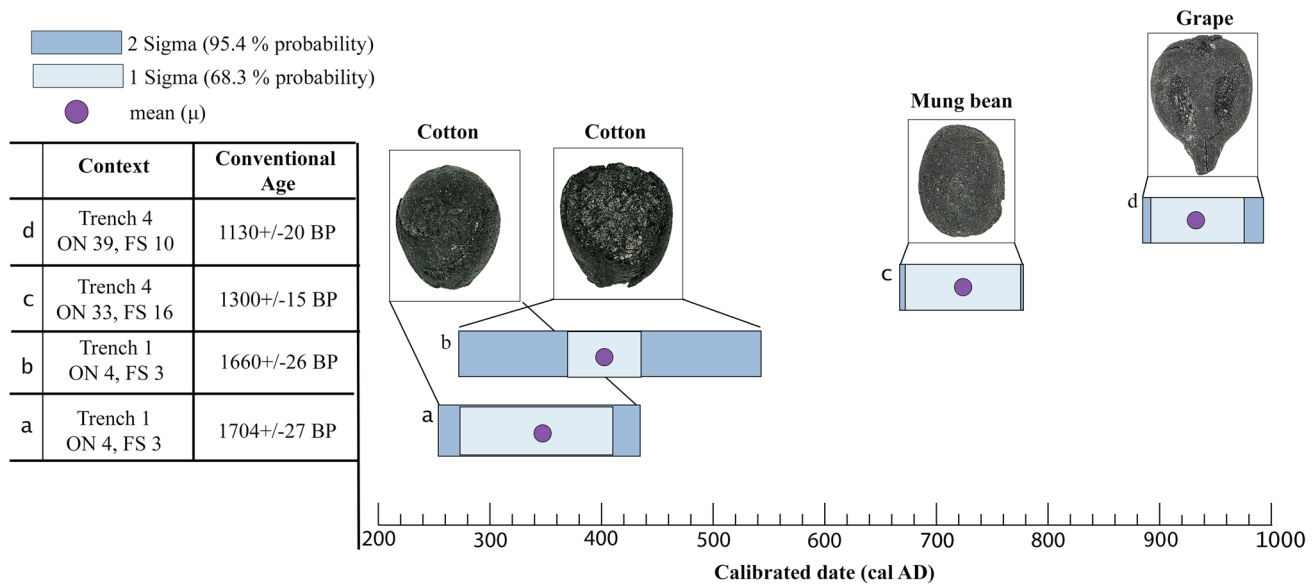 Grape
2 Sigma (95.4 % probability)
1 Sigma (68.3 % probability)
mean (μ)
Mung bean
Cotton
Cotton
Context
Conventional
Age
d
Trench 4
ON 39, FS 10
1130+/-20 BP
c
Trench 4
ON 33, FS 16
1300+/-15 BP
b
Trench 1
ON 4, FS 3
1660+/-26 BP
a
Trench 1
ON 4, FS 3
1704+/-27 BP
d
c
b
a
200 300 400 500 600 700 800 900 1000
Calibrated date (cal AD)